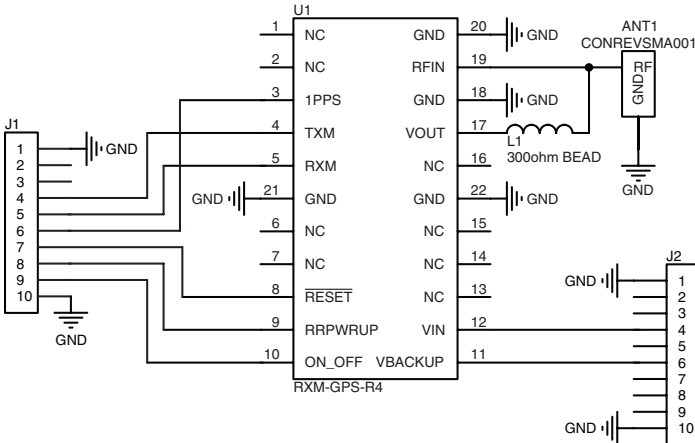 U1
1 NC GND 20 GND
2 NC RFIN 19
3 1PPS GND 18 GND
4 TXM VOUT 17
5 RXM NC 16
GND 21 GND GND 22 GND
6 NC NC 15
7 NC NC 14
8 RESET NC 13
9 RRPWRUP VIN 12
10 ON_OFF VBACKUP 11
RXM-GPS-R4
ANT1
CONREVSMA001
RF
GND
GND
L1
300ohm BEAD
J1
1 GND
2
3
4
5
6
7
8
9
10
GND
J2
GND 1
2
3
4
5
6
7
8
9
GND 10